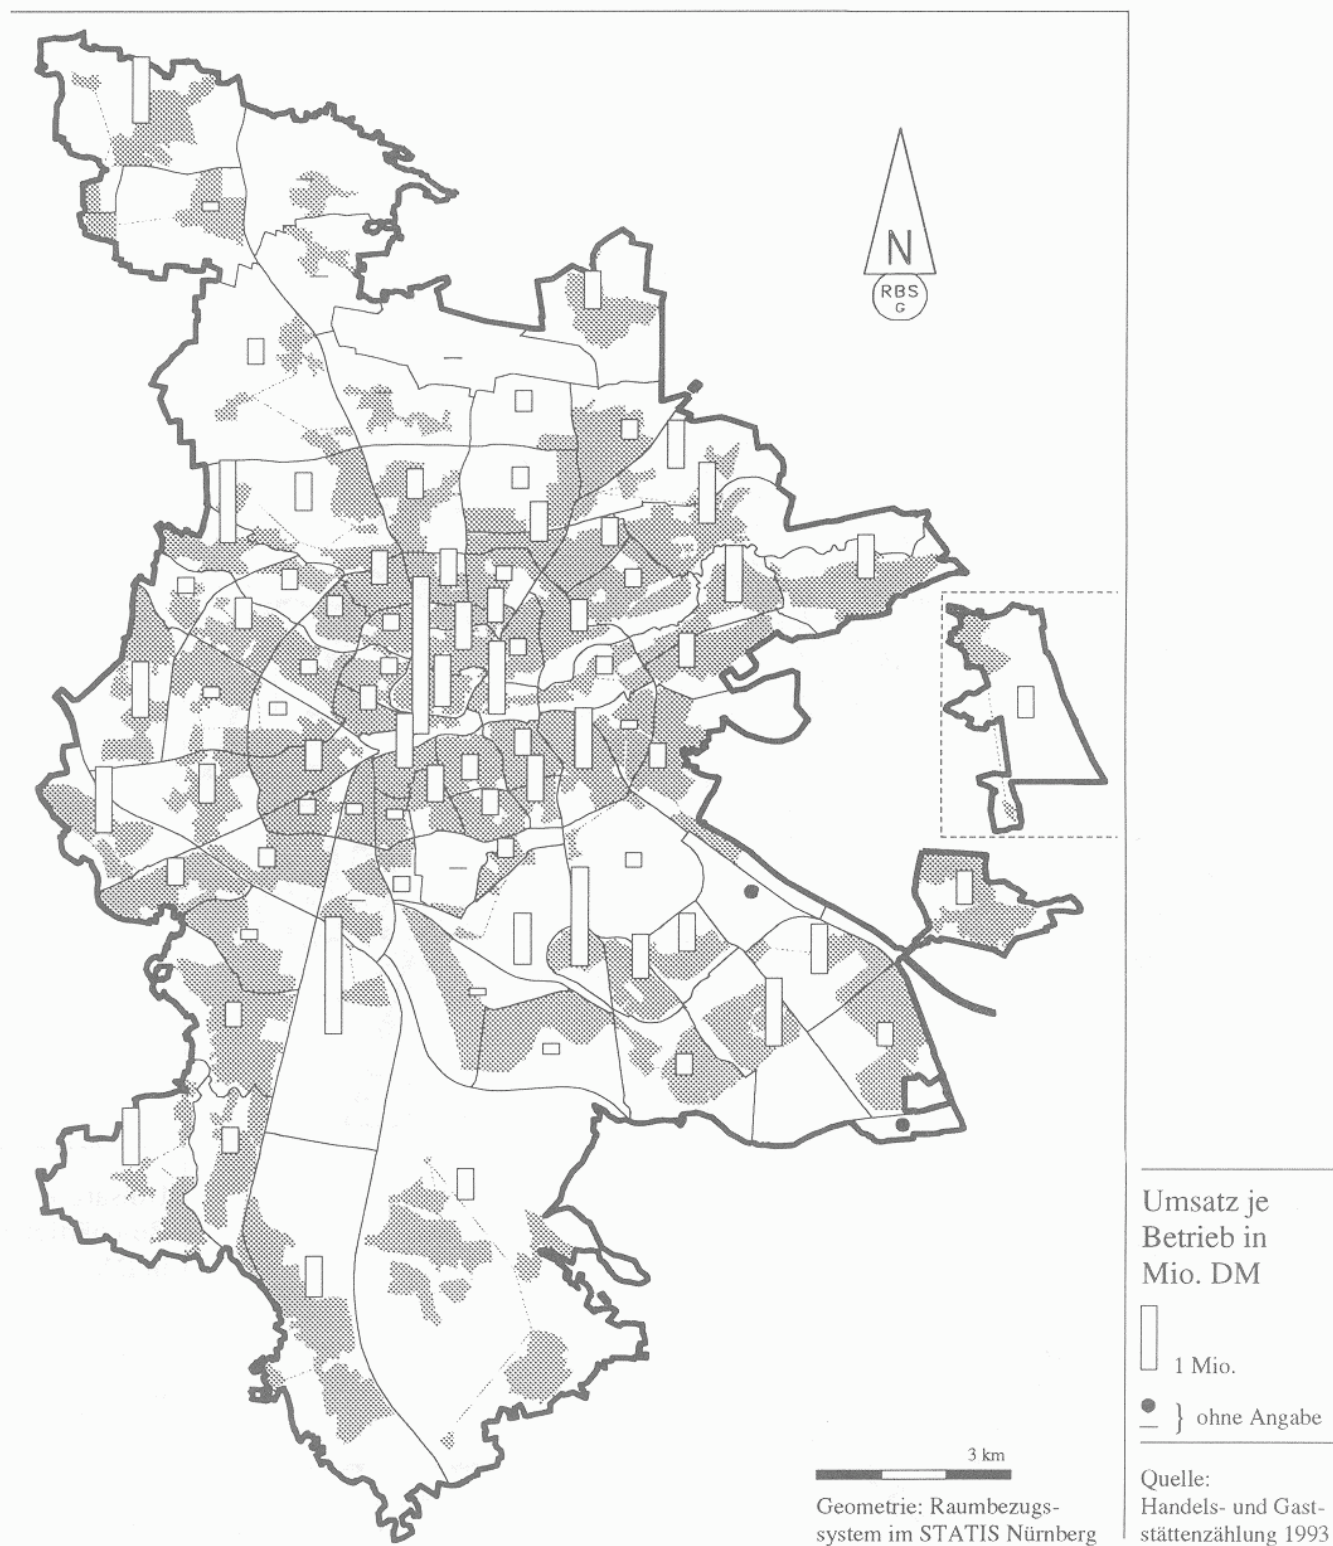 N
RBS
G
Umsatz je
Betrieb in
Mio. DM
1 Mio.
} ohne Angabe
3 km
Geometrie: Raumbezugs-
system im STATIS Nürnberg
Quelle:
Handels- und Gast-
stättenzählung 1993